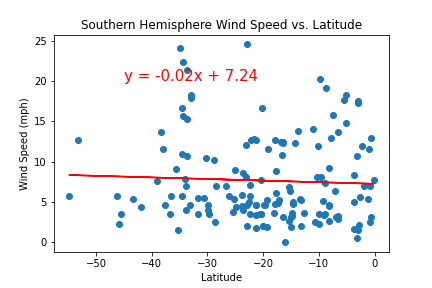 Southern Hemisphere Wind Speed vs. Latitude
25
20
15
10
5
0
Wind Speed (mph)
y = -0.02x + 7.24
−50 −40 −30 −20 −10 0
Latitude